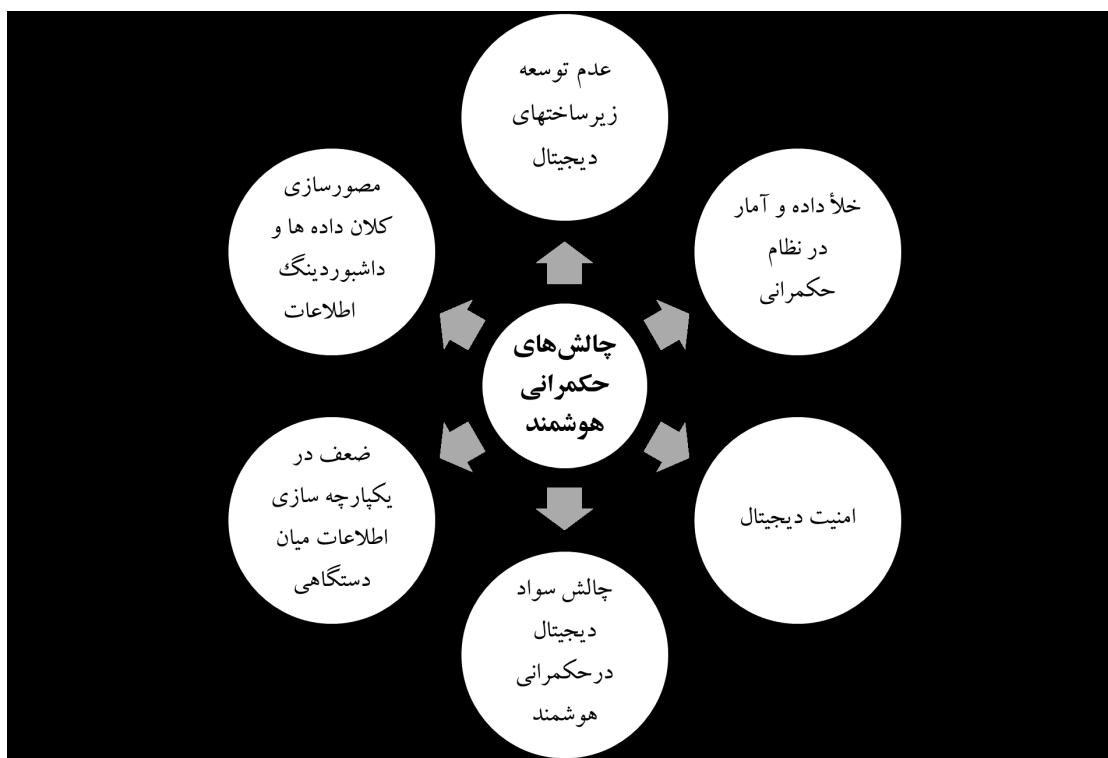 عدم توسعه
زیرساختهای
دیجیتال
خلأ داده و آمار
در نظام
حکمرانی
امنیت دیجیتال
چالش سواد
دیجیتال
درحکمرانی
هوشمند
ضعف در
یکپارچه سازی
اطلاعات میان
دستگاهی
مصورسازی
کلان داده ها و
داشبوردینگ
اطلاعات
چالش‌های
حکمرانی
هوشمند